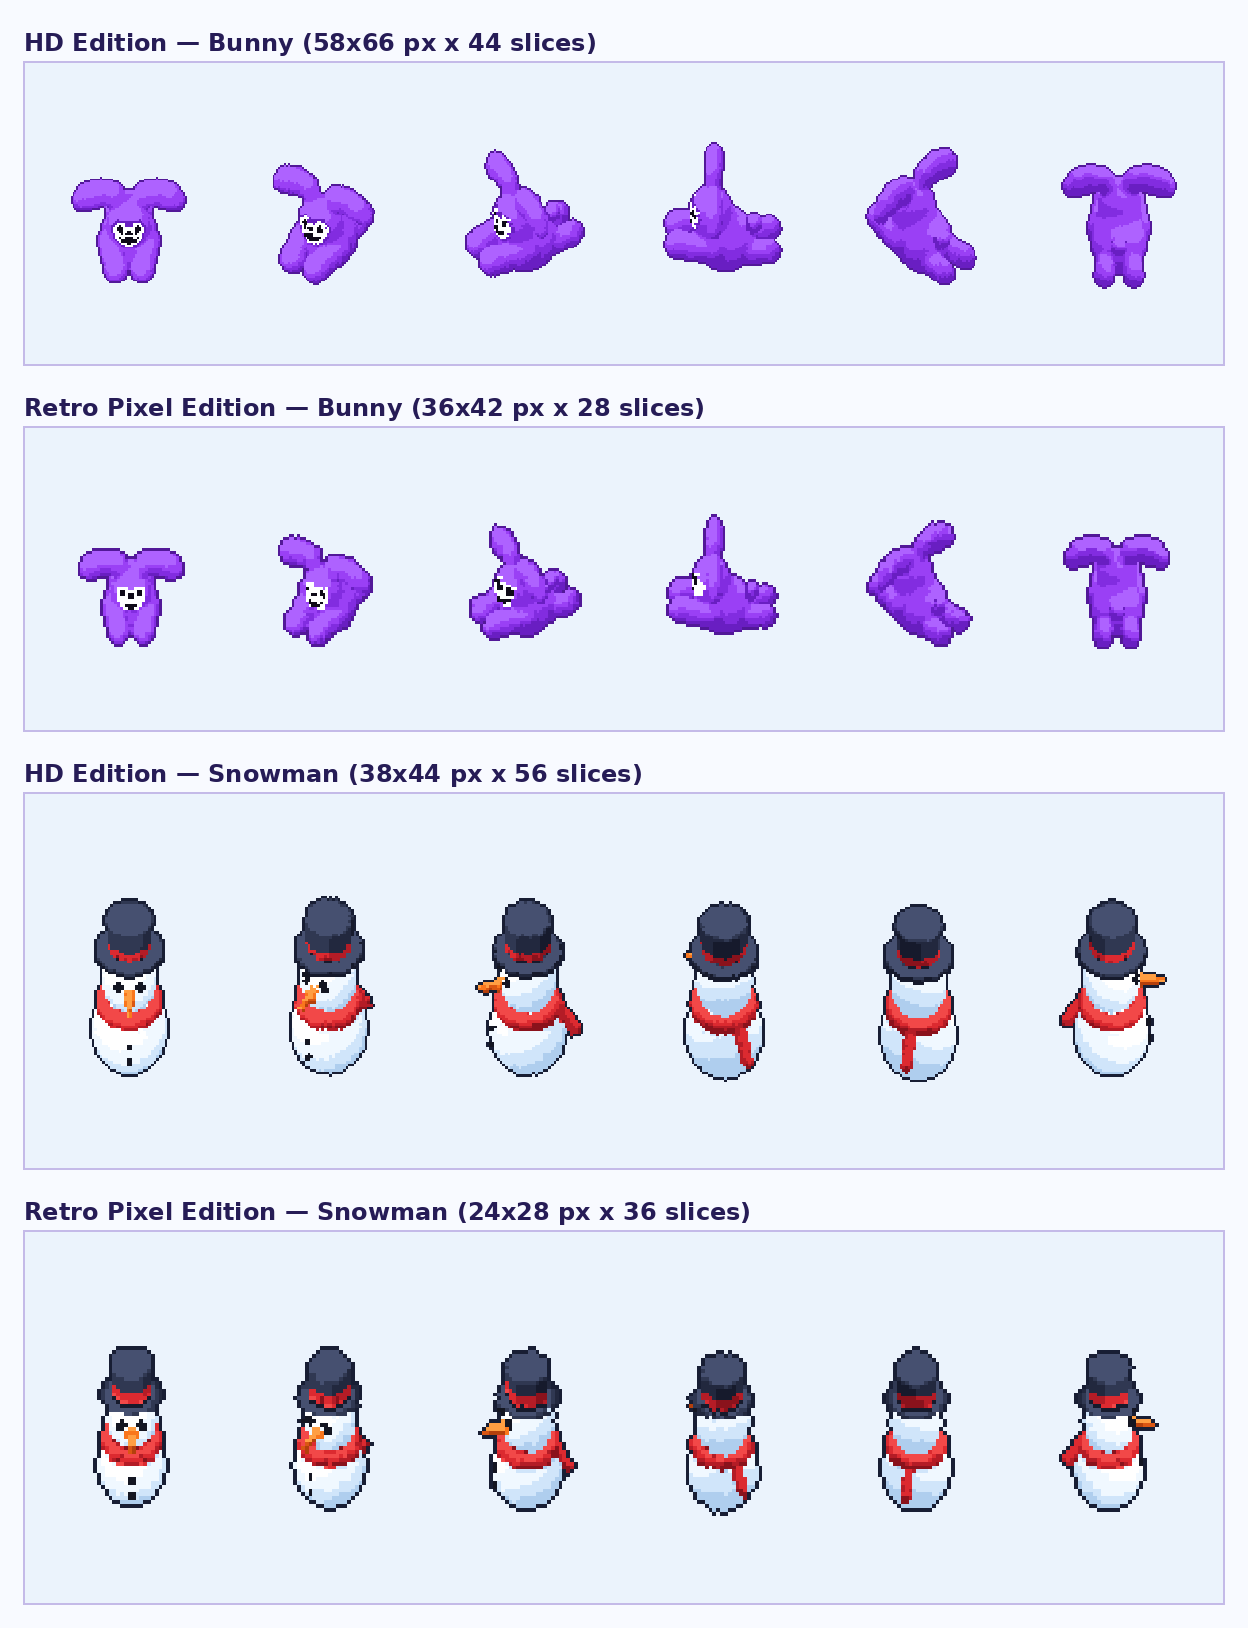 HD Edition — Bunny (58x66 px x 44 slices)
Retro Pixel Edition — Bunny (36x42 px x 28 slices)
HD Edition — Snowman (38x44 px x 56 slices)
Retro Pixel Edition — Snowman (24x28 px x 36 slices)